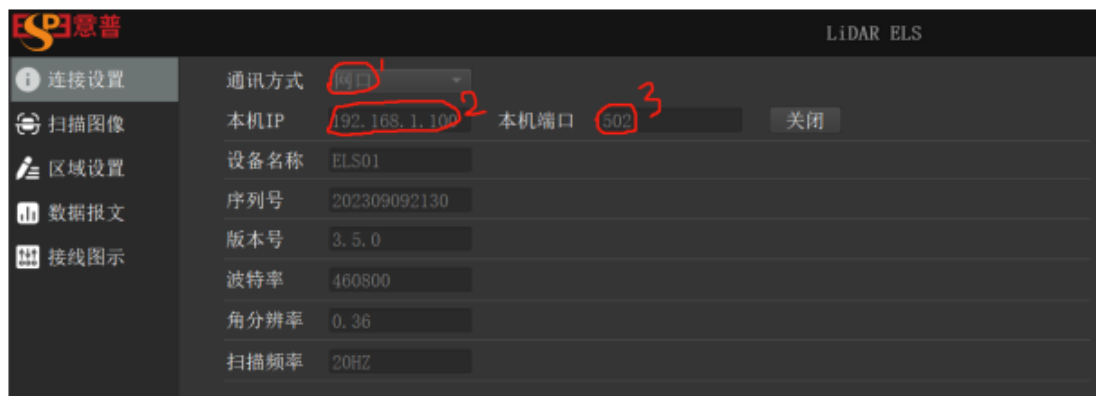 ESPE意普
LiDAR ELS
连接设置
扫描图像
区域设置
数据报文
接线图示
通讯方式 网口 1
本机IP 192.168.1.100 2 本机端口 502 3 关闭
设备名称 ELS01
序列号 202309092130
版本号 3.5.0
波特率 460800
角分辨率 0.36
扫描频率 20HZ